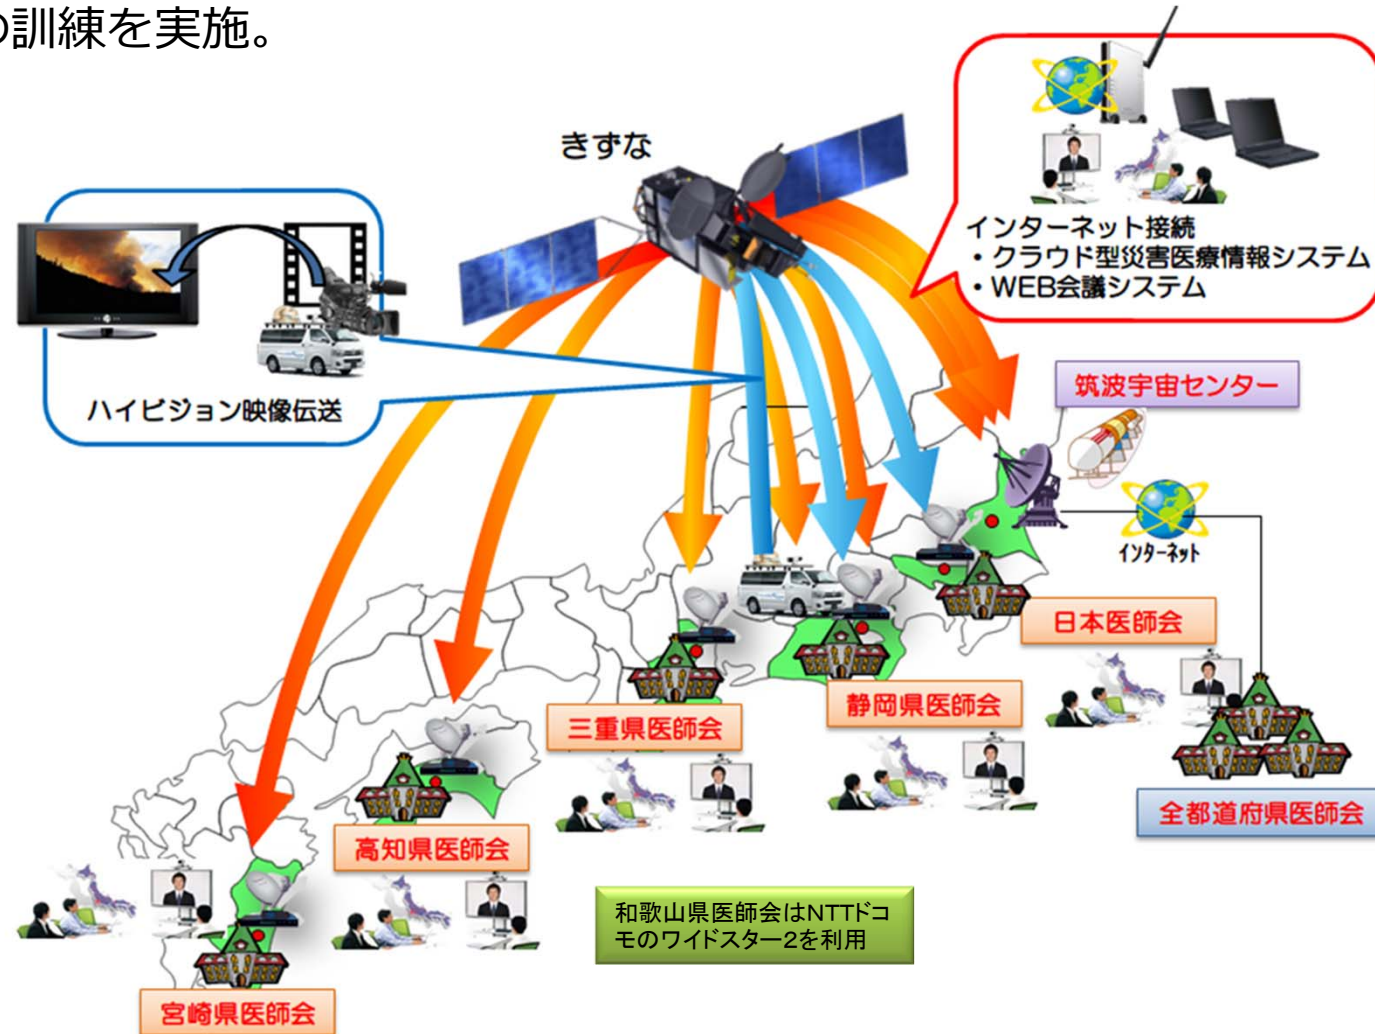 の訓練を実施。
きずな
インターネット接続
・クラウド型災害医療情報システム
・WEB会議システム
ハイビジョン映像伝送
筑波宇宙センター
インターネット
日本医師会
静岡県医師会
三重県医師会
全都道府県医師会
高知県医師会
和歌山県医師会はNTTドコ
モのワイドスター2を利用
宮崎県医師会